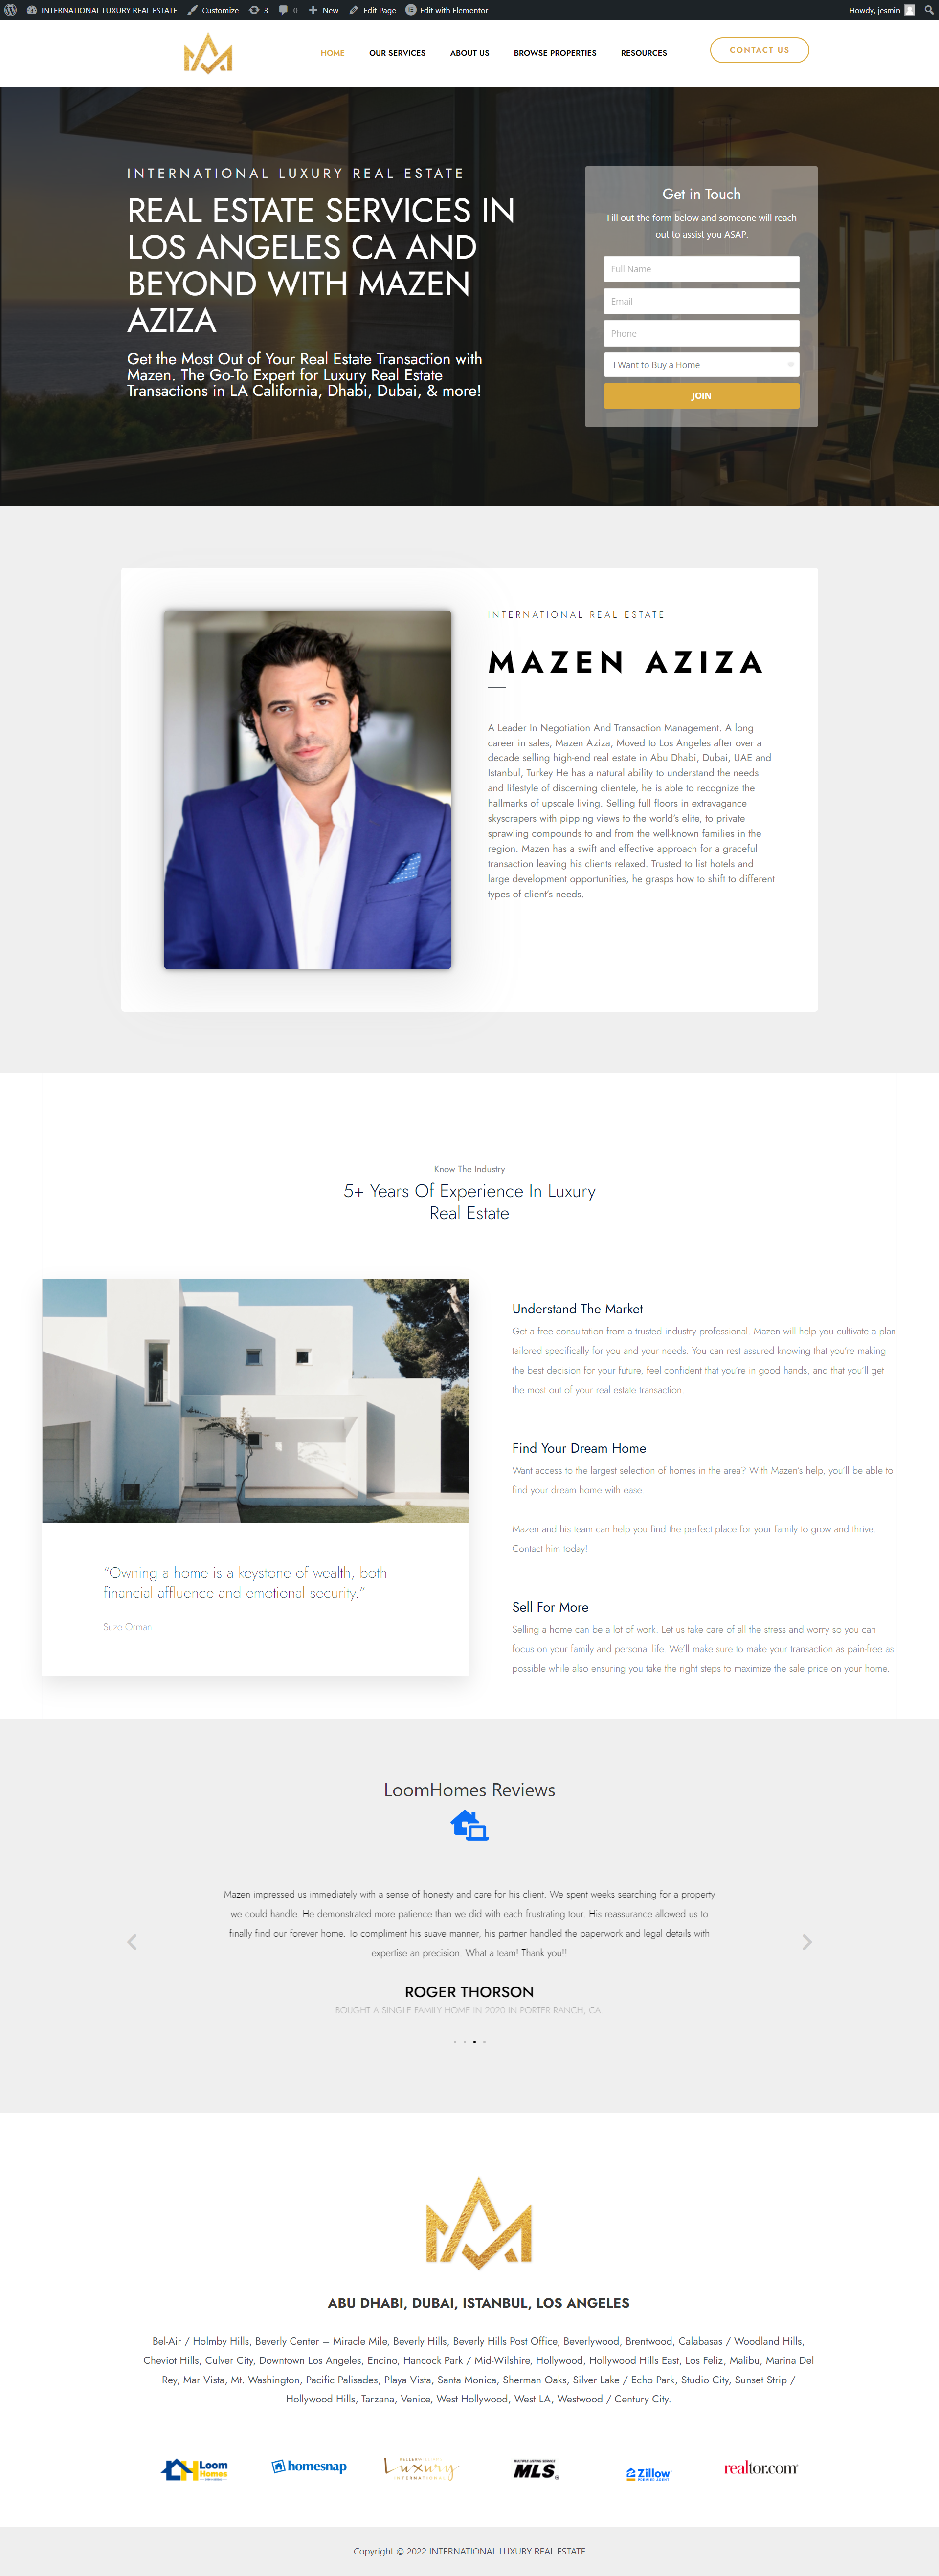 INTERNATIONAL LUXURY REAL ESTATE Customize 3 0 New Edit Page Edit with Elementor Howdy, jesmin
HOME OUR SERVICES ABOUT US BROWSE PROPERTIES RESOURCES CONTACT US
INTERNATIONAL LUXURY REAL ESTATE
REAL ESTATE SERVICES IN
LOS ANGELES CA AND
BEYOND WITH MAZEN
AZIZA
Get the Most Out of Your Real Estate Transaction with
Mazen. The Go-To Expert for Luxury Real Estate
Transactions in LA California, Dhabi, Dubai, & more!
Get in Touch
Fill out the form below and someone will reach
out to assist you ASAP.
Full Name
Email
Phone
I Want to Buy a Home
JOIN
INTERNATIONAL REAL ESTATE
MAZEN AZIZA
A Leader In Negotiation And Transaction Management. A long
career in sales, Mazen Aziza, Moved to Los Angeles after over a
decade selling high-end real estate in Abu Dhabi, Dubai, UAE and
Istanbul, Turkey He has a natural ability to understand the needs
and lifestyle of discerning clientele, he is able to recognize the
hallmarks of upscale living. Selling full floors in extravagance
skyscrapers with pipping views to the world's elite, to private
sprawling compounds to and from the well-known families in the
region. Mazen has a swift and effective approach for a graceful
transaction leaving his clients relaxed. Trusted to list hotels and
large development opportunities, he grasps how to shift to different
types of client's needs.
Know The Industry
5+ Years Of Experience In Luxury
Real Estate
"Owning a home is a keystone of wealth, both
financial affluence and emotional security."
Suze Orman
Understand The Market
Get a free consultation from a trusted industry professional. Mazen will help you cultivate a plan
tailored specifically for you and your needs. You can rest assured knowing that you're making
the best decision for your future, feel confident that you're in good hands, and that you'll get
the most out of your real estate transaction.
Find Your Dream Home
Want access to the largest selection of homes in the area? With Mazen's help, you'll be able to
find your dream home with ease.
Mazen and his team can help you find the perfect place for your family to grow and thrive.
Contact him today!
Sell For More
Selling a home can be a lot of work. Let us take care of all the stress and worry so you can
focus on your family and personal life. We'll make sure to make your transaction as pain-free as
possible while also ensuring you take the right steps to maximize the sale price on your home.
LoomHomes Reviews
Mazen impressed us immediately with a sense of honesty and care for his client. We spent weeks searching for a property
we could handle. He demonstrated more patience than we did with each frustrating tour. His reassurance allowed us to
finally find our forever home. To compliment his suave manner, his partner handled the paperwork and legal details with
expertise an precision. What a team! Thank you!!
ROGER THORSON
BOUGHT A SINGLE FAMILY HOME IN 2020 IN PORTER RANCH, CA.
ABU DHABI, DUBAI, ISTANBUL, LOS ANGELES
Bel-Air / Holmby Hills, Beverly Center – Miracle Mile, Beverly Hills, Beverly Hills Post Office, Beverlywood, Brentwood, Calabasas / Woodland Hills,
Cheviot Hills, Culver City, Downtown Los Angeles, Encino, Hancock Park / Mid-Wilshire, Hollywood, Hollywood Hills East, Los Feliz, Malibu, Marina Del
Rey, Mar Vista, Mt. Washington, Pacific Palisades, Playa Vista, Santa Monica, Sherman Oaks, Silver Lake / Echo Park, Studio City, Sunset Strip /
Hollywood Hills, Tarzana, Venice, West Hollywood, West LA, Westwood / Century City.
Loom
Homes
homesnap
Luxury
INTERNATIONAL
MULTIPLE LISTING SERVICE
MLS
Zillow
PREMIER AGENT
realtor.com
Copyright © 2022 INTERNATIONAL LUXURY REAL ESTATE